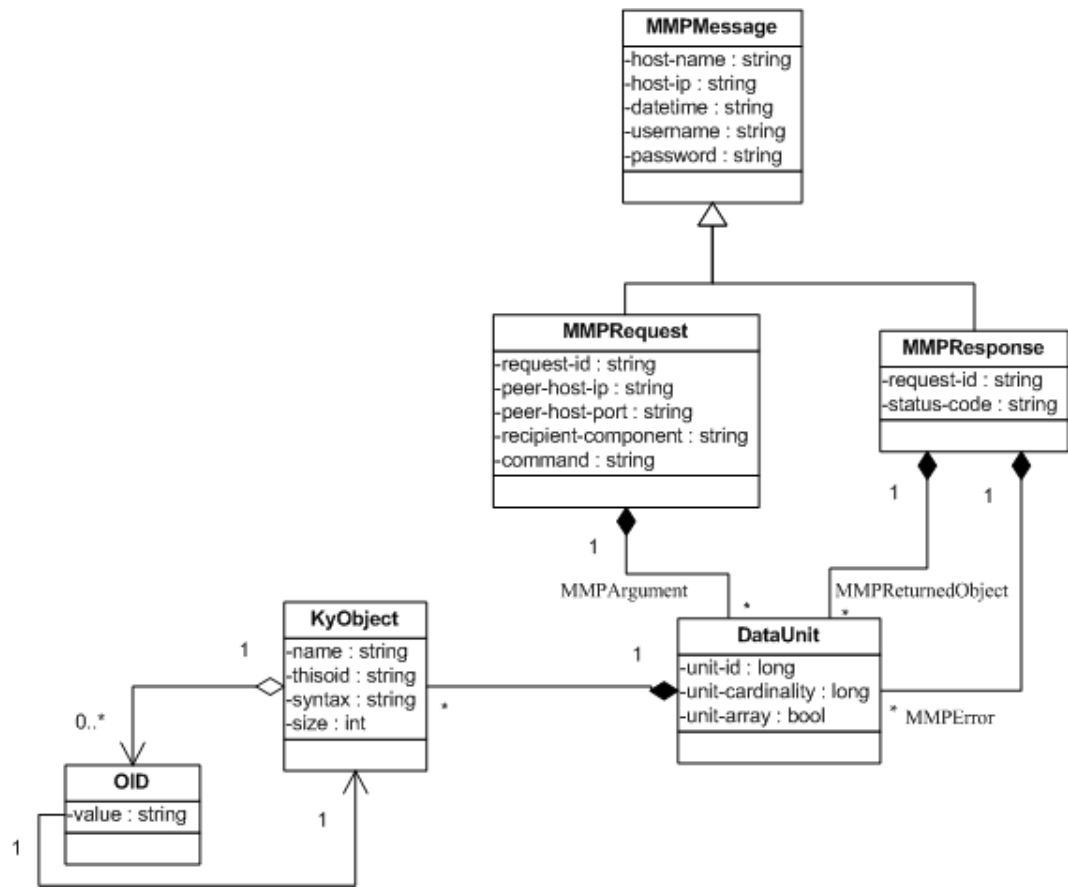 MMPMessage
-host-name : string
-host-ip : string
-datetime : string
-username : string
-password : string
MMPRequest
-request-id : string
-peer-host-ip : string
-peer-host-port : string
-recipient-component : string
-command : string
MMPResponse
-request-id : string
-status-code : string
1
1
1
MMPArgument
*
MMPReturnedObject
*
KyObject
-name : string
-thisoid : string
-syntax : string
-size : int
DataUnit
-unit-id : long
-unit-cardinality : long
-unit-array : bool
1
1
*
*
MMPError
0..*
OID
-value : string
1
1